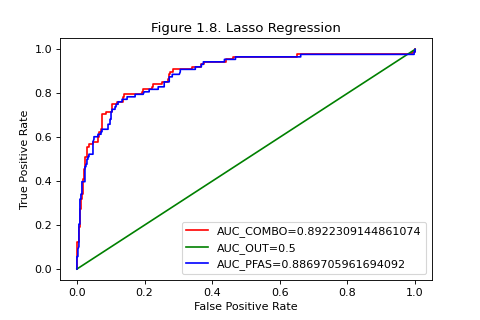 Figure 1.8. Lasso Regression
True Positive Rate
1.0
0.8
0.6
0.4
0.2
0.0
AUC_COMBO=0.8922309144861074
AUC_OUT=0.5
AUC_PFAS=0.8869705961694092
0.0 0.2 0.4 0.6 0.8 1.0
False Positive Rate